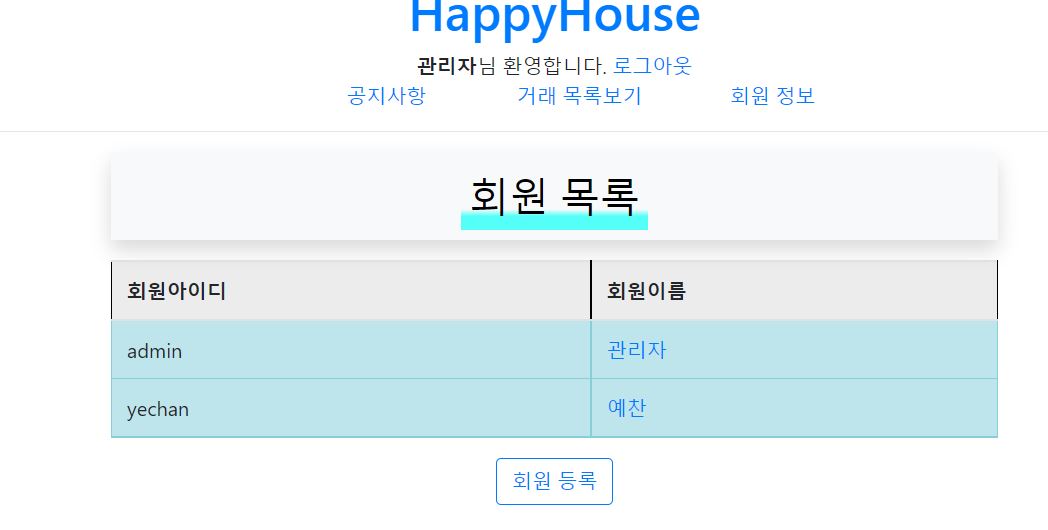 HappyHouse
관리자님 환영합니다. 로그아웃
공지사항 거래 목록보기 회원 정보
회원 목록
회원아이디 회원이름
admin 관리자
yechan 예찬
회원 등록